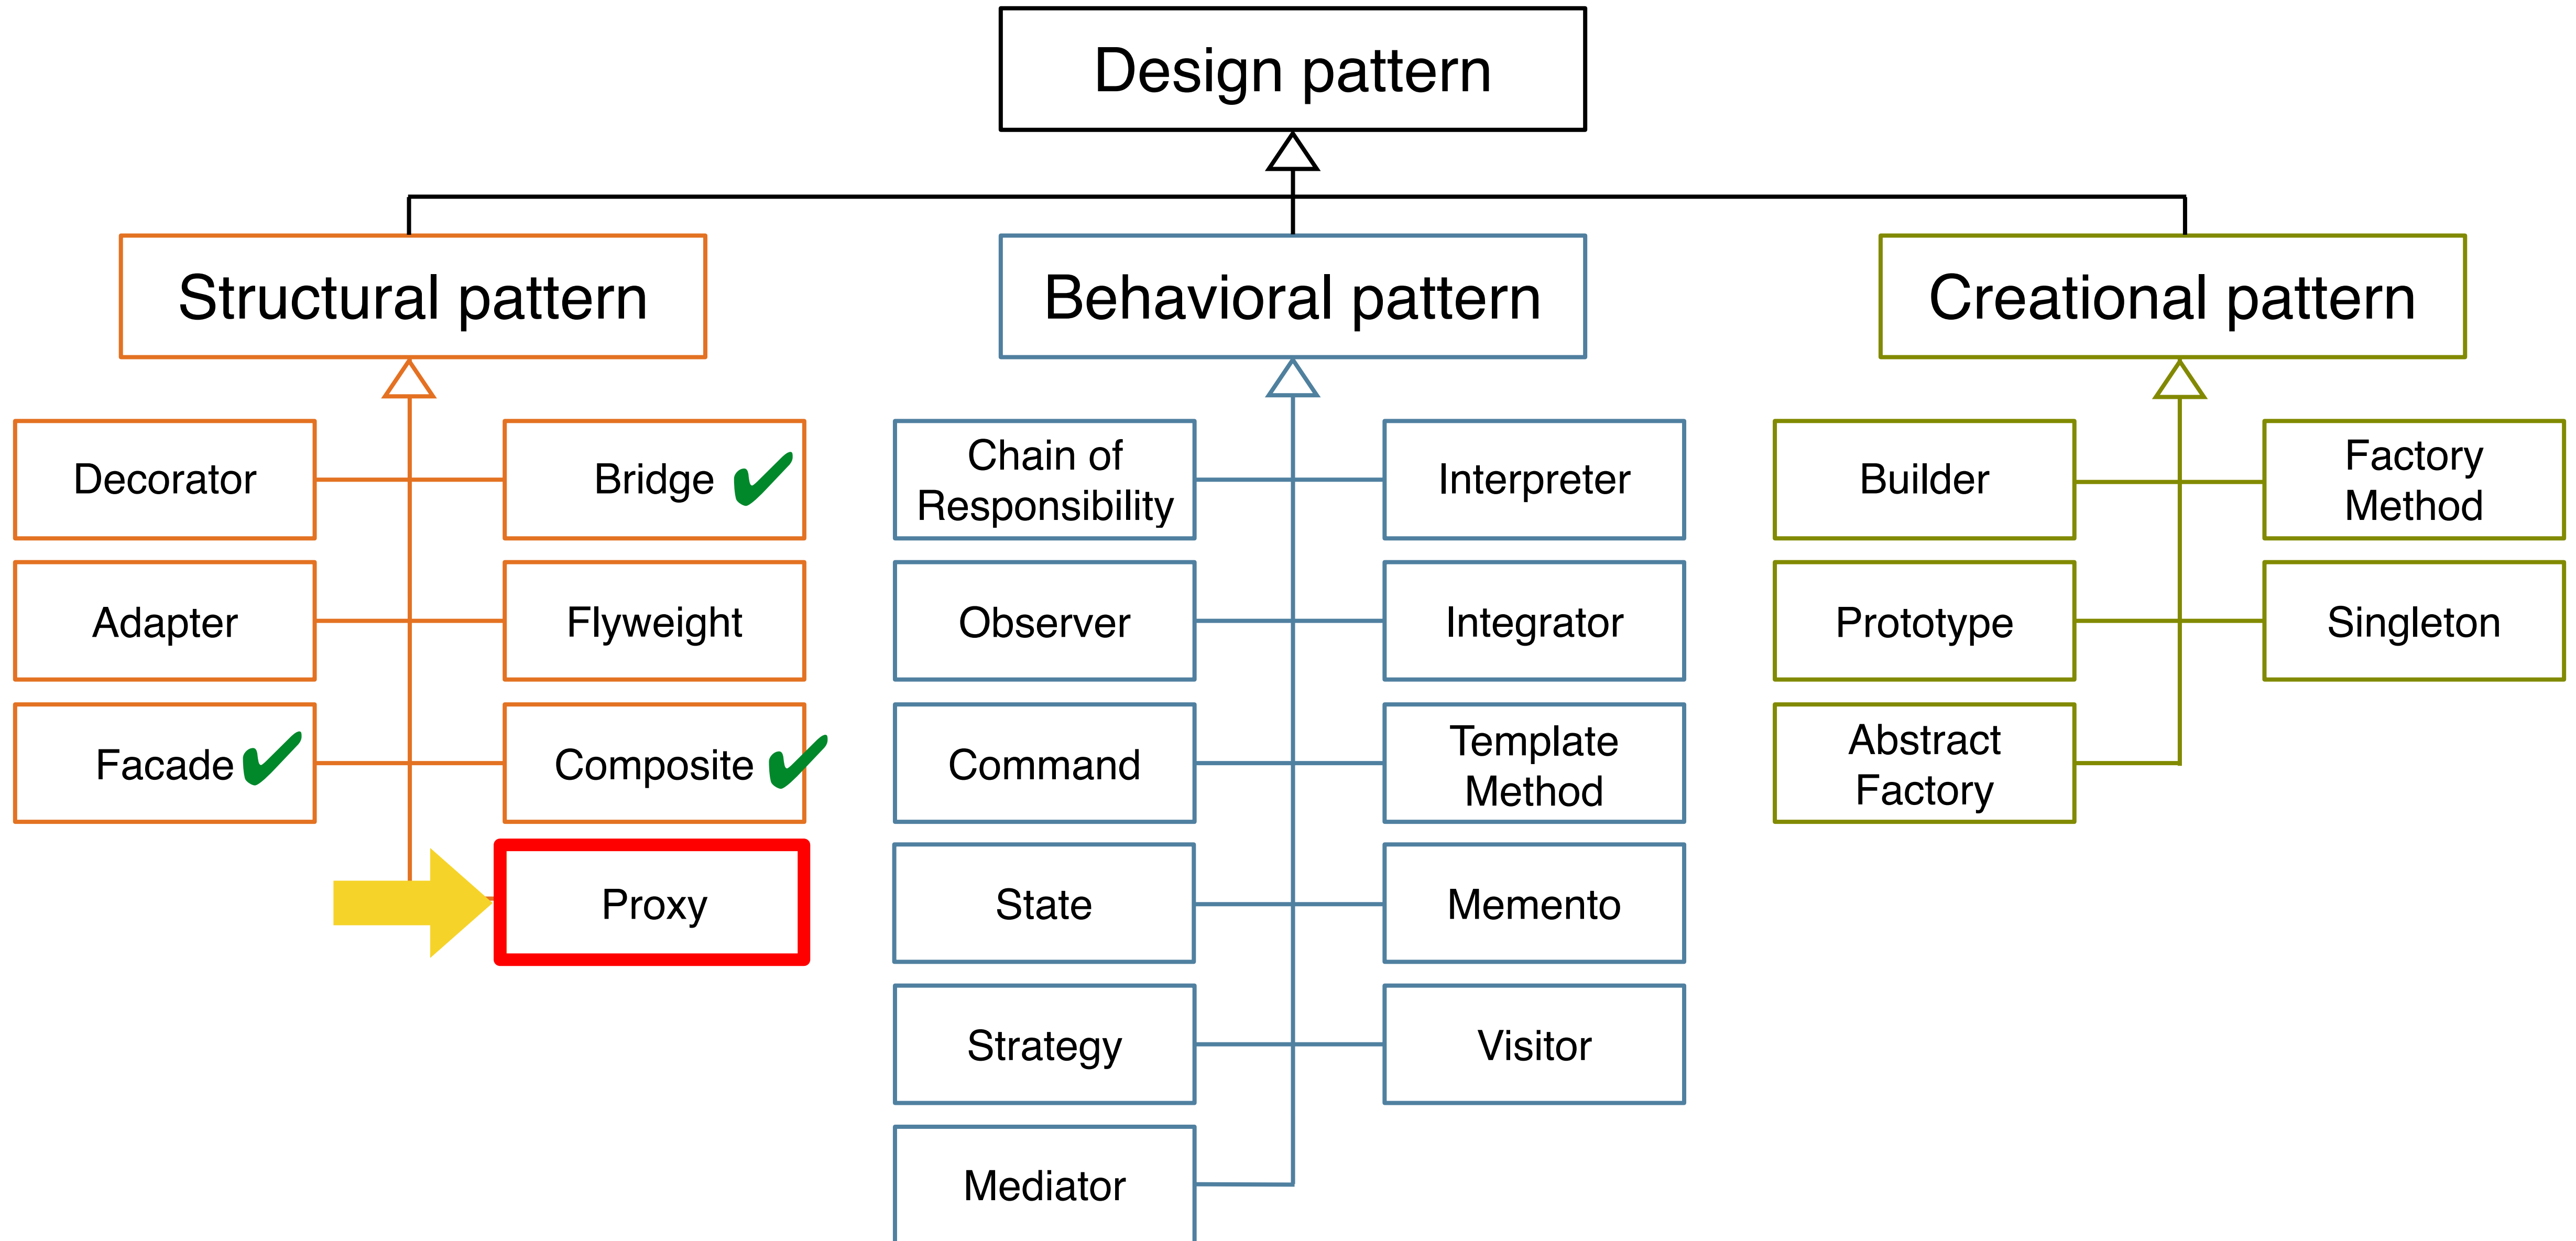 Design pattern
Structural pattern
Behavioral pattern
Creational pattern
Decorator
Bridge
Adapter
Flyweight
Facade
Composite
Proxy
Chain of
Responsibility
Interpreter
Observer
Integrator
Command
Template
Method
State
Memento
Strategy
Visitor
Mediator
Builder
Factory
Method
Prototype
Singleton
Abstract
Factory